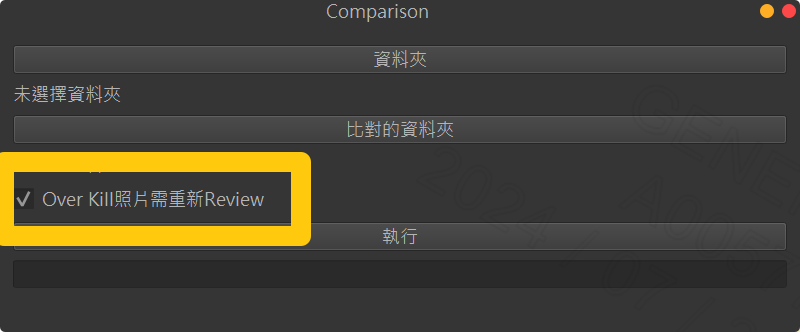 Comparison
資料夾
未選擇資料夾
比對的資料夾
Over Kill照片需重新Review
執行